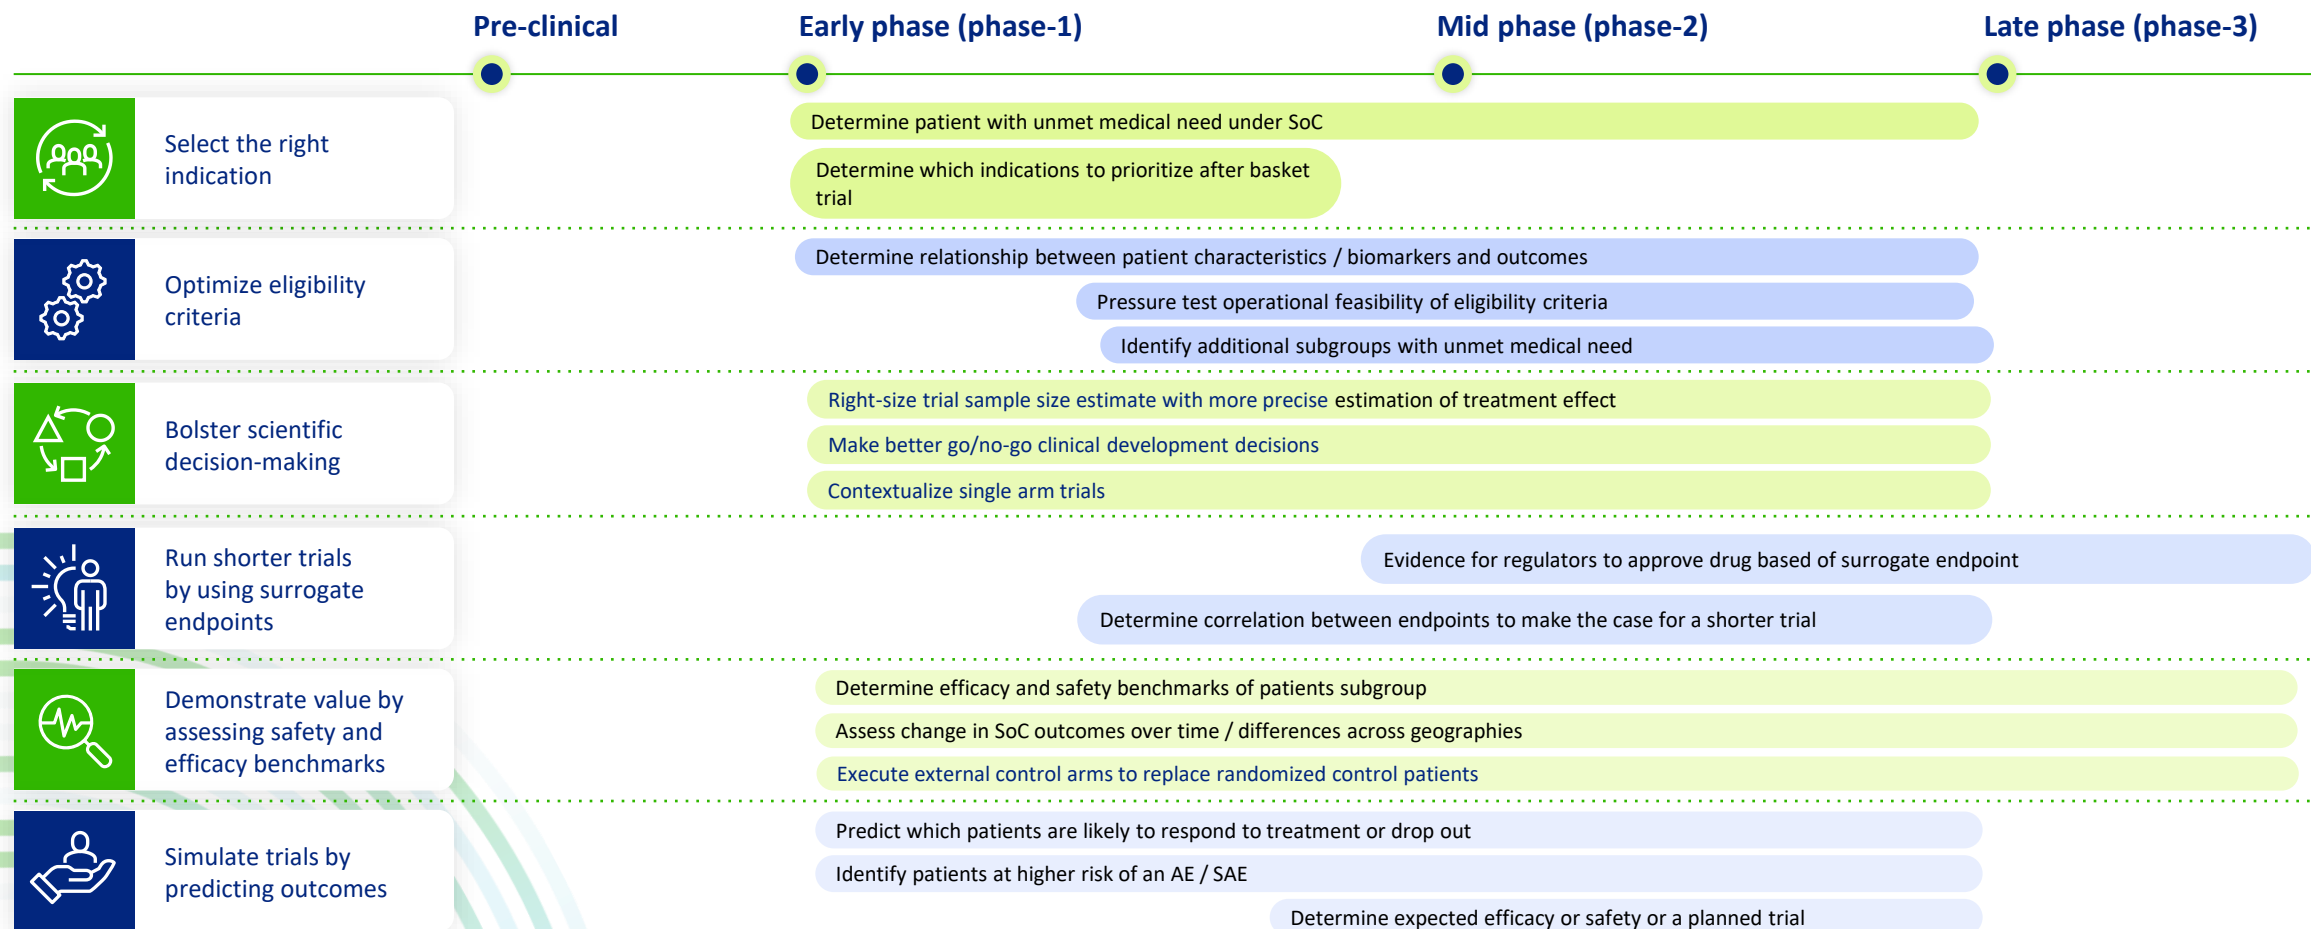 Pre-clinical
Early phase (phase-1)
Mid phase (phase-2)
Late phase (phase-3)
Select the right
indication
Determine patient with unmet medical need under SoC
Determine which indications to prioritize after basket
trial
Optimize eligibility
criteria
Determine relationship between patient characteristics / biomarkers and outcomes
Pressure test operational feasibility of eligibility criteria
Identify additional subgroups with unmet medical need
Bolster scientific
decision-making
Right-size trial sample size estimate with more precise estimation of treatment effect
Make better go/no-go clinical development decisions
Contextualize single arm trials
Run shorter trials
by using surrogate
endpoints
Evidence for regulators to approve drug based of surrogate endpoint
Determine correlation between endpoints to make the case for a shorter trial
Demonstrate value by
assessing safety and
efficacy benchmarks
Determine efficacy and safety benchmarks of patients subgroup
Assess change in SoC outcomes over time / differences across geographies
Execute external control arms to replace randomized control patients
Simulate trials by
predicting outcomes
Predict which patients are likely to respond to treatment or drop out
Identify patients at higher risk of an AE / SAE
Determine expected efficacy or safety or a planned trial